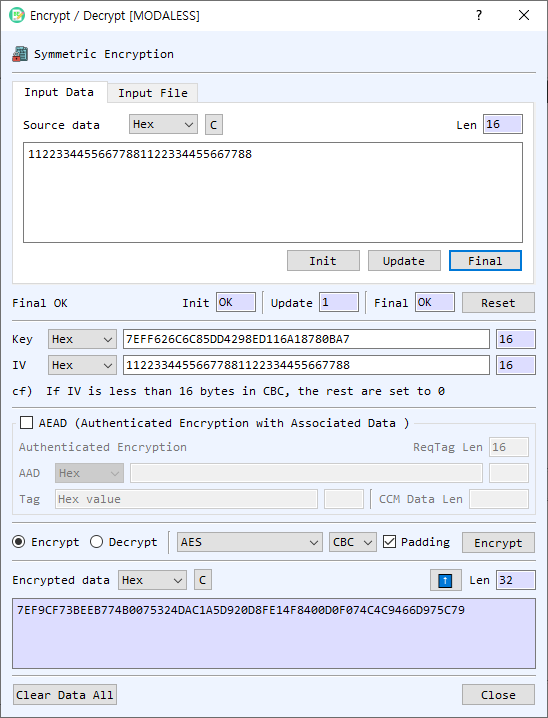 Encrypt / Decrypt [MODALESS]
?
Symmetric Encryption
Input Data Input File
Source data Hex C Len 16
11223344556677881122334455667788
Init Update Final
Final OK Init OK Update 1 Final OK Reset
Key Hex 7EFF626C6C85DD4298ED116A18780BA7 16
IV Hex 11223344556677881122334455667788 16
cf) If IV is less than 16 bytes in CBC, the rest are set to 0
AEAD (Authenticated Encryption with Associated Data )
Authenticated Encryption ReqTag Len 16
AAD Hex
Tag Hex value CCM Data Len
Encrypt Decrypt AES CBC Padding Encrypt
Encrypted data Hex C Len 32
7EF9CF73BEEB774B0075324DAC1A5D920D8FE14F8400D0F074C4C9466D975C79
Clear Data All Close